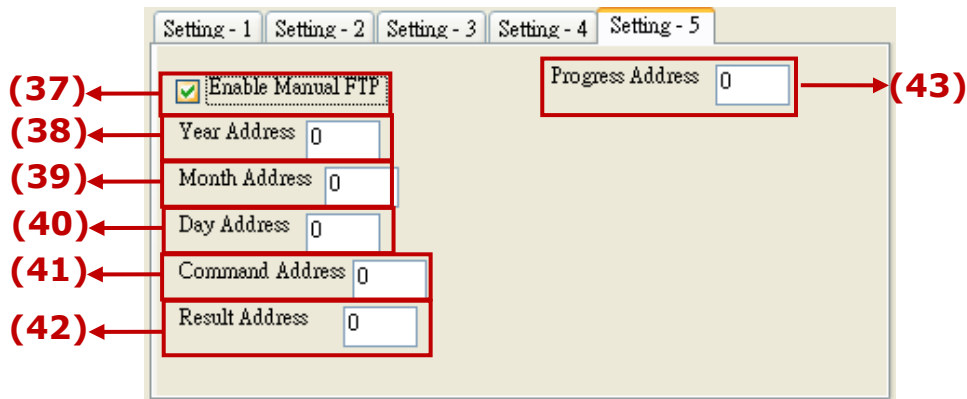 Setting - 1 Setting - 2 Setting - 3 Setting - 4 Setting - 5
(37) Enable Manual FTP Progress Address 0 (43)
(38) Year Address 0
(39) Month Address 0
(40) Day Address 0
(41) Command Address 0
(42) Result Address 0